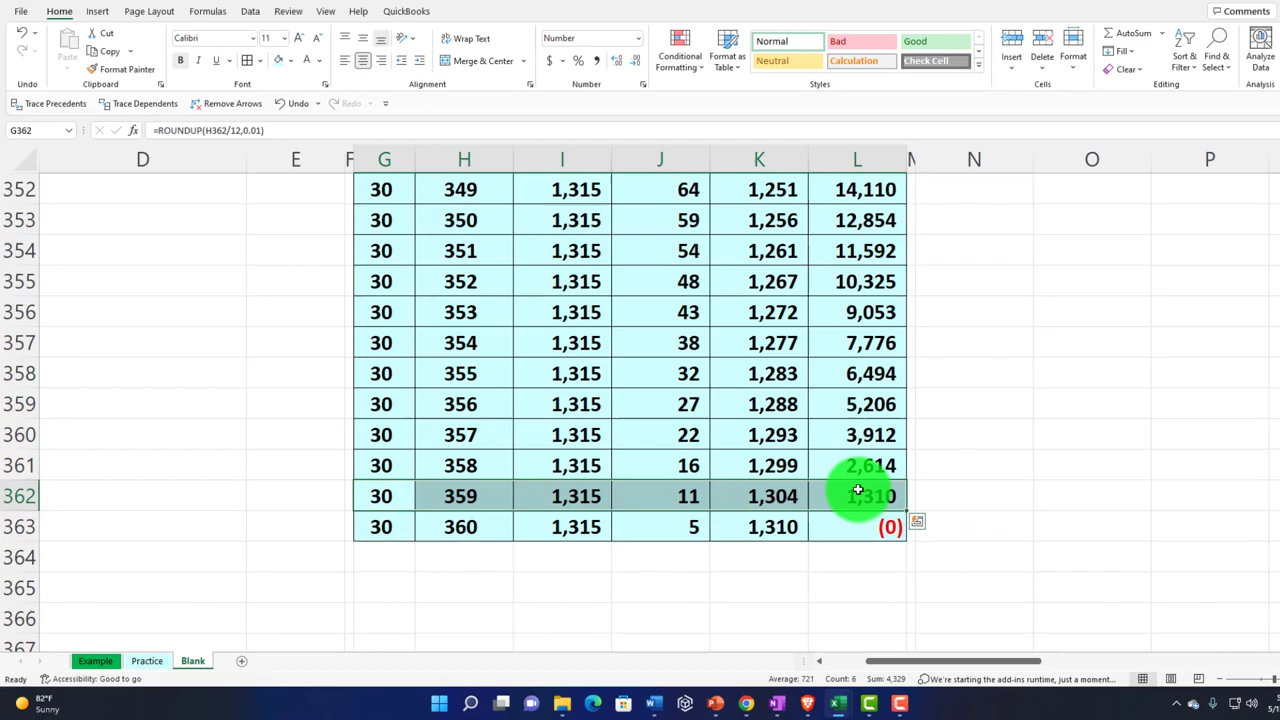 File Home Insert Page Layout Formulas Data Review View Help QuickBooks Comments
Cut Copy Format Painter Paste Undo Clipboard
Calibri 11 B I U A A Font
Wrap Text Merge & Center Alignment
Number $ % Number
Conditional Formatting Format as Table
Normal Bad Good
Neutral Calculation Check Cell
Styles
Insert Delete Format Cells
AutoSum Fill Clear Sort & Filter Find & Select Editing
Analyze Data Analysis
Trace Precedents Trace Dependents Remove Arrows Undo Redo
G362 fx =ROUNDUP(H362/12,0.01)
D E F G H I J K L M N O P
352 30 349 1,315 64 1,251 14,110
353 30 350 1,315 59 1,256 12,854
354 30 351 1,315 54 1,261 11,592
355 30 352 1,315 48 1,267 10,325
356 30 353 1,315 43 1,272 9,053
357 30 354 1,315 38 1,277 7,776
358 30 355 1,315 32 1,283 6,494
359 30 356 1,315 27 1,288 5,206
360 30 357 1,315 22 1,293 3,912
361 30 358 1,315 16 1,299 2,614
362 30 359 1,315 11 1,304 1,310
363 30 360 1,315 5 1,310 (0)
364
365
366
367
Example Practice Blank
Ready Accessibility: Good to go Average: 721 Count: 6 Sum: 4,329 We're starting the add-ins runtime, just a moment...
82°F
Sunny